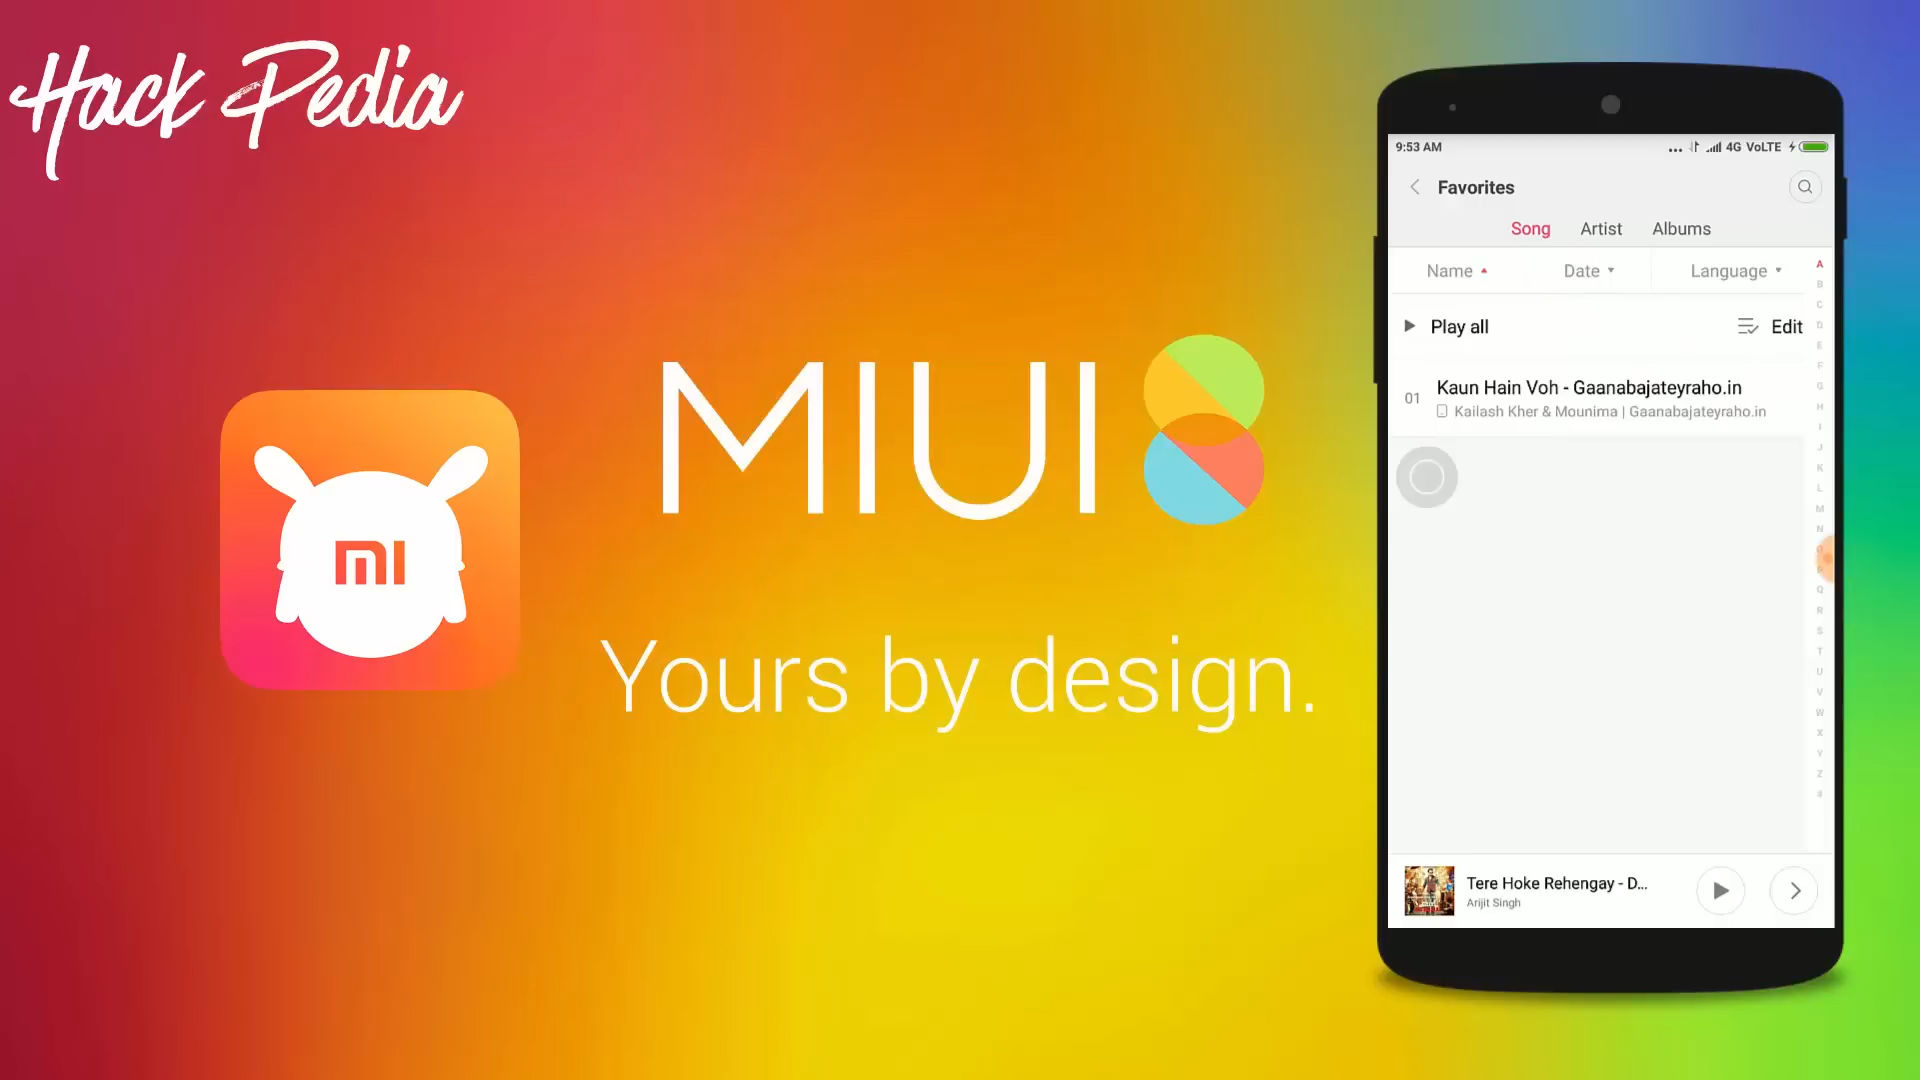 Hack Pedia
mi
MIUI 8
Yours by design.
9:53 AM
... 4G VoLTE
Favorites
Song Artist Albums
Name Date Language
Play all Edit
01 Kaun Hain Voh - Gaanabajateyraho.in
Kailash Kher & Mounima | Gaanabajateyraho.in
A
B
C
D
E
F
G
H
I
J
K
L
M
N
Q
R
S
T
U
V
W
X
Y
Z
#
Tere Hoke Rehengay - D...
Arijit Singh